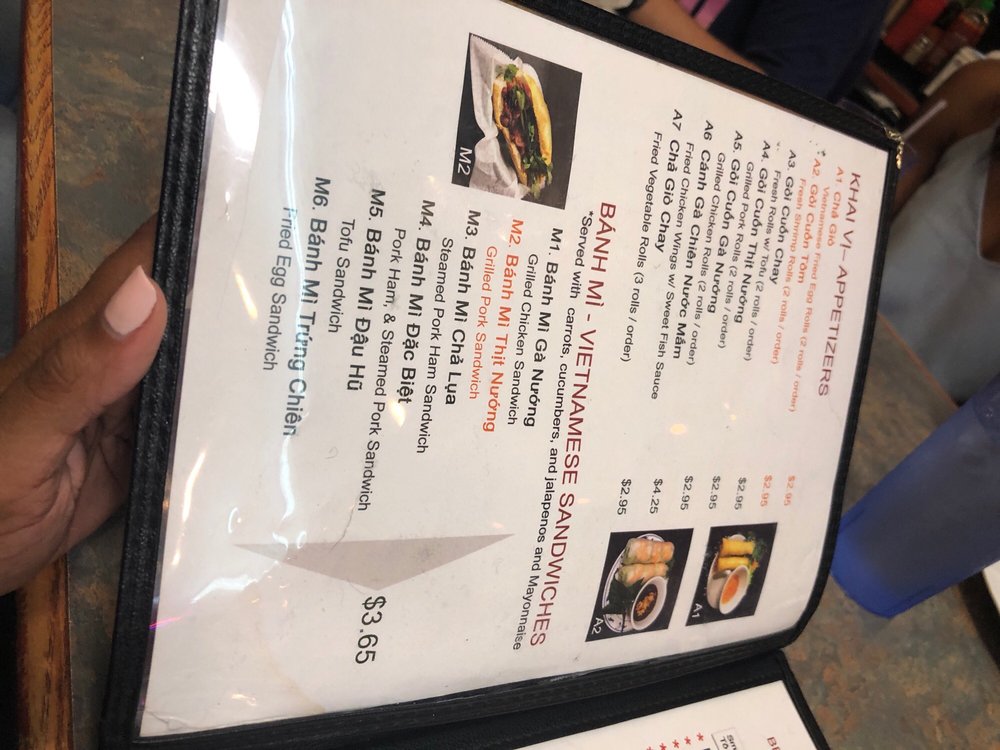 KHAI VỊ– APPETIZERS
A1 Chả Giò $2.95
Vietnamese Fried Egg Rolls (2 rolls / order)
A2. Gỏi Cuốn Tôm $2.95
Fresh Shrimp Rolls (2 rolls / order)
A3. Gỏi Cuốn Chay $2.95
Fresh Rolls w/ Tofu (2 rolls / order)
A4. Gỏi Cuốn Thịt Nướng $2.95
Grilled Pork Rolls (2 rolls / order)
A5. Gỏi Cuốn Gà Nướng $2.95
Grilled Chicken Rolls (2 rolls / order)
A6 Cánh Gà Chiên Nước Mắm $4.25
Fried Chicken Wings w/ Sweet Fish Sauce
A7 Chả Giò Chay $2.95
Fried Vegetable Rolls (3 rolls / order)
A1
A2
BÁNH MÌ - VIETNAMESE SANDWICHES
*Served with carrots, cucumbers, and jalapenos and Mayonnaise
M1. Bánh Mì Gà Nướng
Grilled Chicken Sandwich
M2. Bánh Mì Thịt Nướng
Grilled Pork Sandwich
M3. Bánh Mì Chả Lụa
Steamed Pork Ham Sandwich
M4. Bánh Mì Đặc Biệt
Pork Ham, & Steamed Pork Sandwich
M5. Bánh Mì Đậu Hũ
Tofu Sandwich
M6. Bánh Mì Trứng Chiên
Fried Egg Sandwich
$3.65
M2